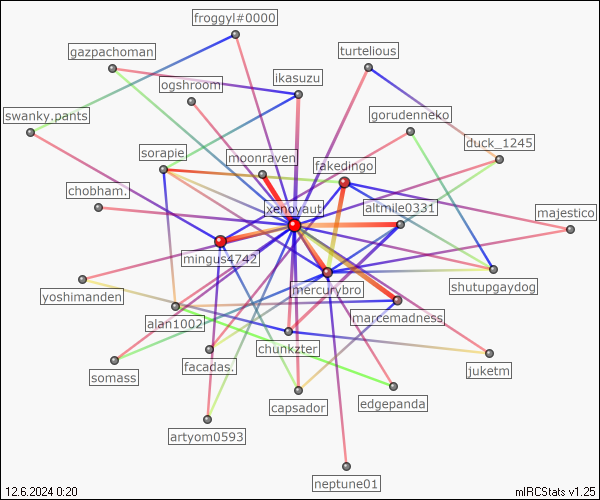 froggyl#0000
gazpachoman
turtelious
ikasuzu
ogshroom
swanky.pants
gorudenneko
duck_1245
sorapie
moonraven
fakedingo
chobham.
xenoyaut
altmile0331
majestico
mingus4742
mercurybro
shutupgaydog
yoshimanden
marcemadness
alan1002
chunkzter
somass
facadas.
juketm
capsador
edgepanda
artyom0593
neptune01
12.6.2024 0:20
mIRCStats v1.25